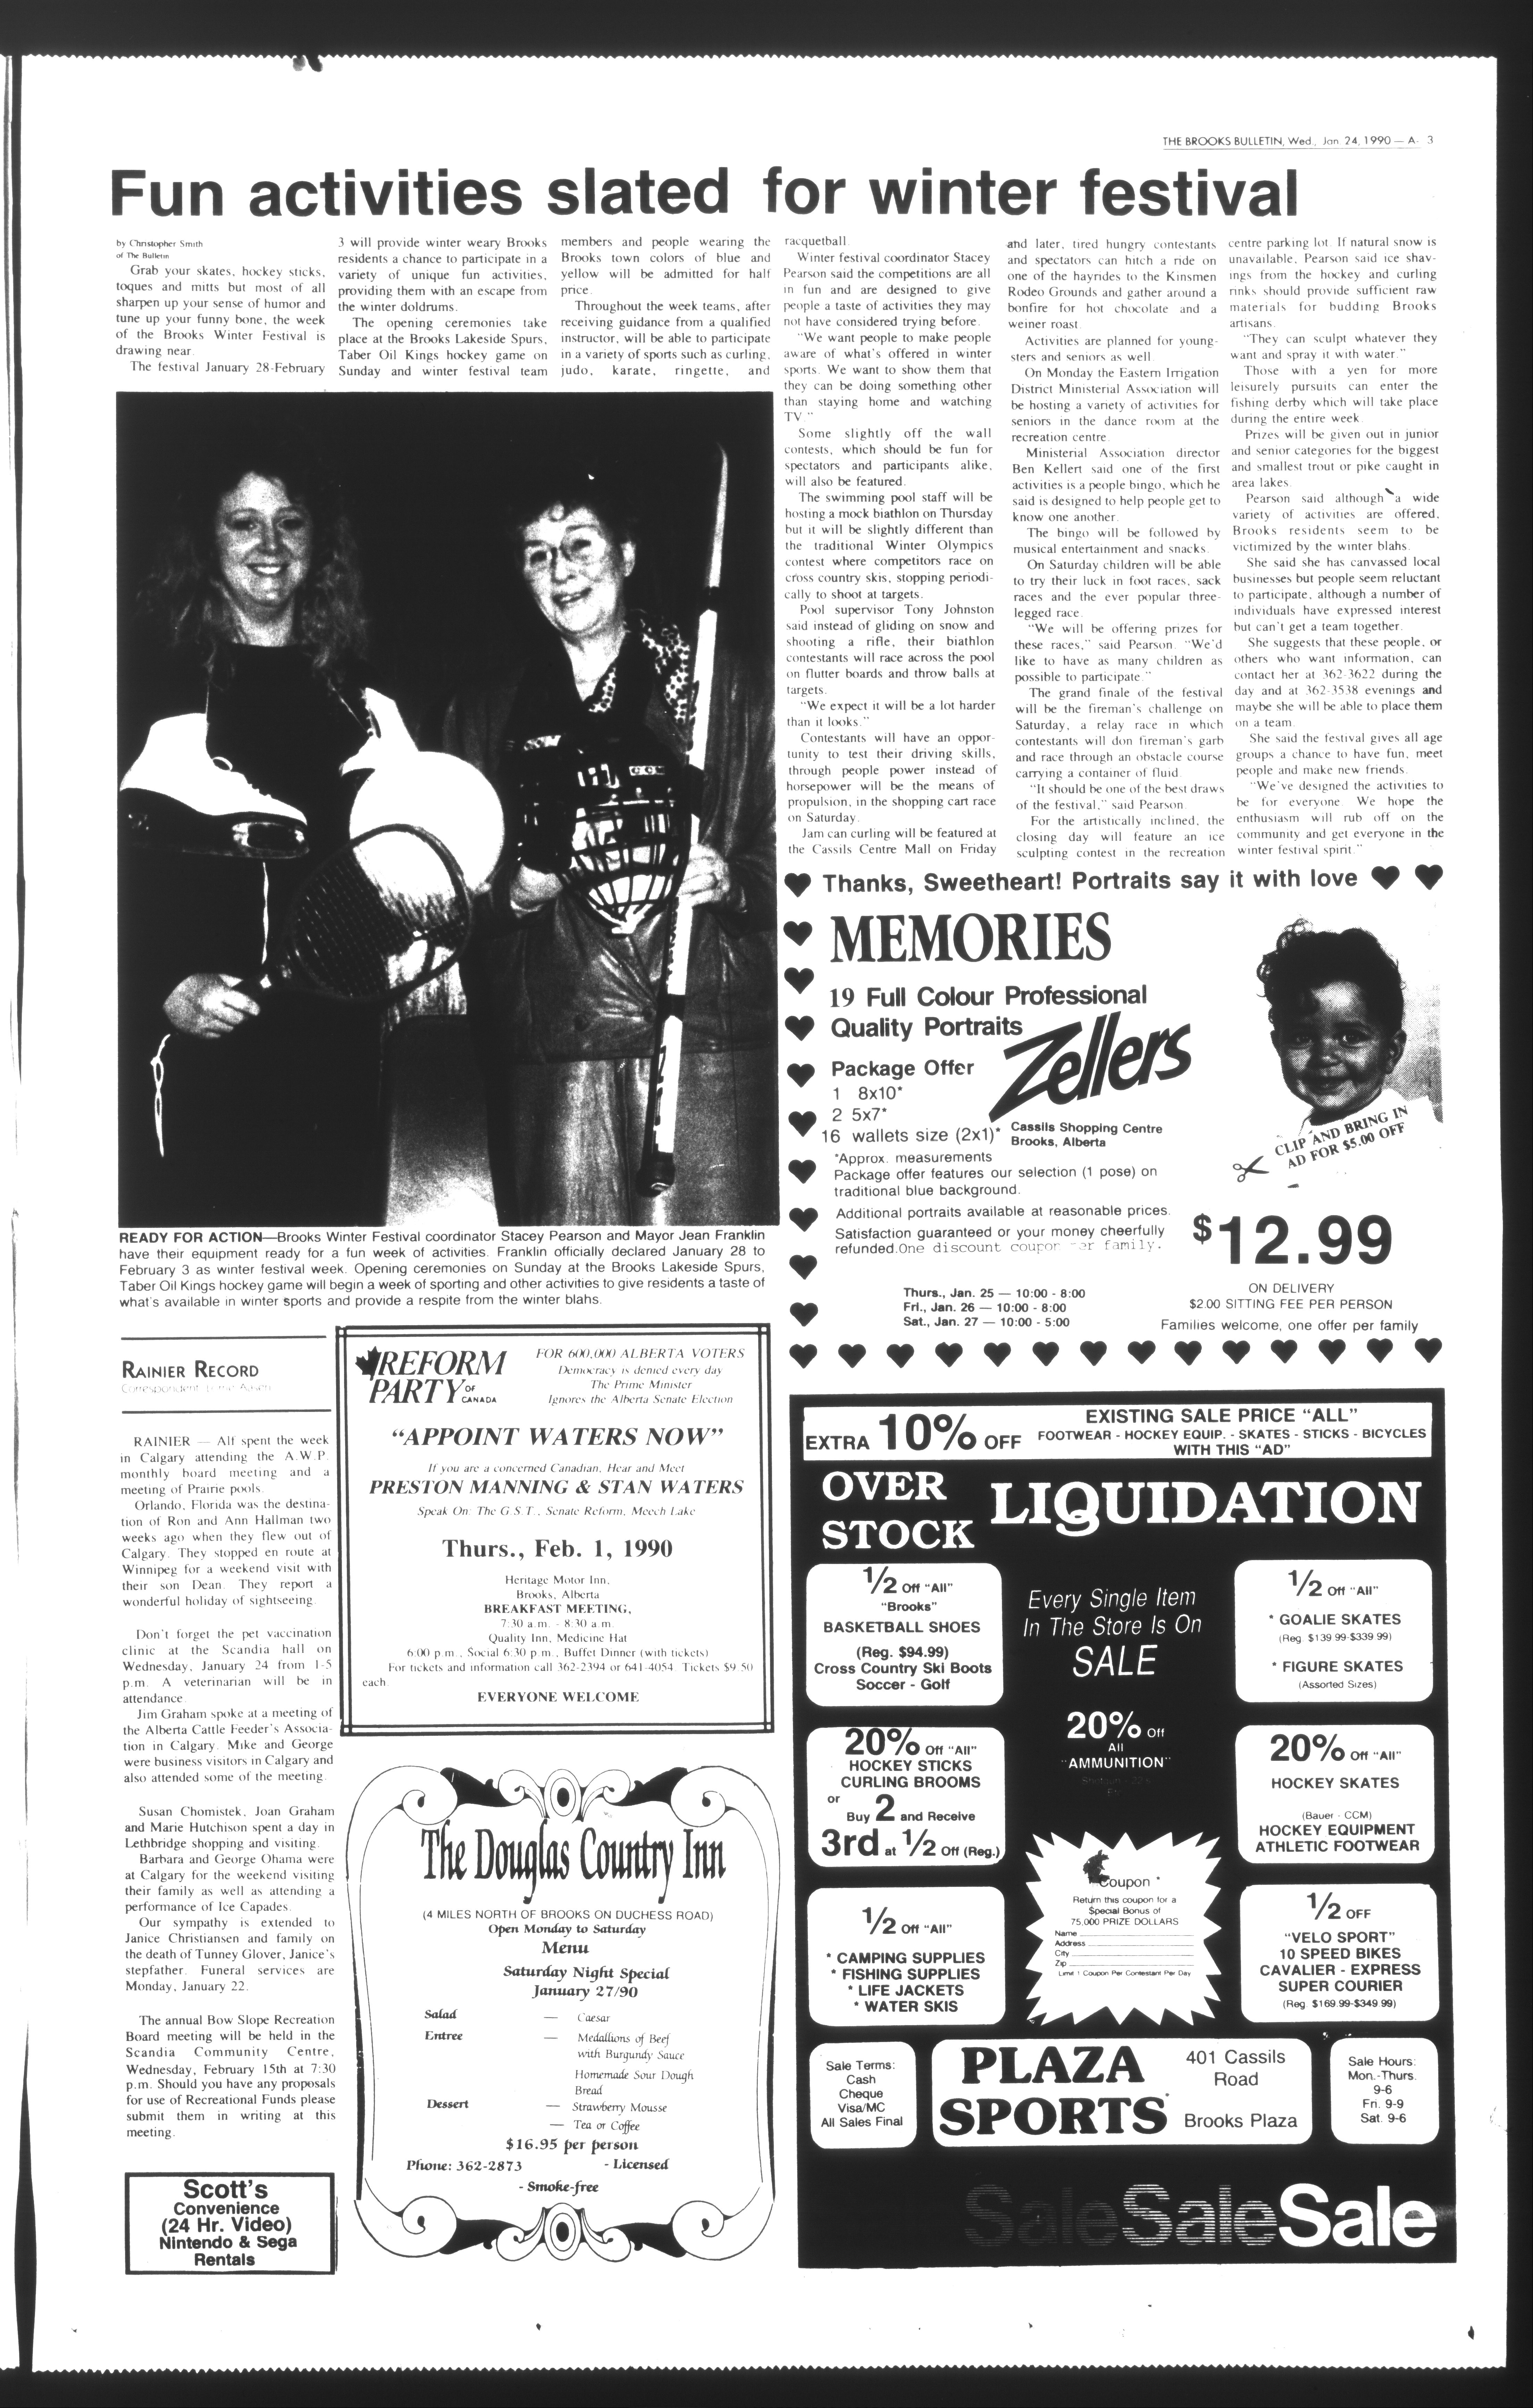 THE BROOKS BULLETIN, Wed., Jan. 24, 1990 — A- 3
Fun activities slated for winter festival
by Christopher Smith
of The Bulletin
Grab your skates, hockey sticks,
toques and mitts but most of all
sharpen up your sense of humor and
tune up your funny bone, the week
of the Brooks Winter Festival is
drawing near.
The festival January 28-February
3 will provide winter weary Brooks
residents a chance to participate in a
variety of unique fun activities,
providing them with an escape from
the winter doldrums.
The opening ceremonies take
place at the Brooks Lakeside Spurs,
Taber Oil Kings hockey game on
Sunday and winter festival team
members and people wearing the
Brooks town colors of blue and
yellow will be admitted for half
price.
Throughout the week teams, after
receiving guidance from a qualified
instructor, will be able to participate
in a variety of sports such as curling,
judo, karate, ringette, and
racquetball.
Winter festival coordinator Stacey
Pearson said the competitions are all
in fun and are designed to give
people a taste of activities they may
not have considered trying before.
"We want people to make people
aware of what's offered in winter
sports. We want to show them that
they can be doing something other
than staying home and watching
TV."
Some slightly off the wall
contests, which should be fun for
spectators and participants alike,
will also be featured.
The swimming pool staff will be
hosting a mock biathlon on Thursday
but it will be slightly different than
the traditional Winter Olympics
contest where competitors race on
cross country skis, stopping periodi-
cally to shoot at targets.
Pool supervisor Tony Johnston
said instead of gliding on snow and
shooting a rifle, their biathlon
contestants will race across the pool
on flutter boards and throw balls at
targets.
"We expect it will be a lot harder
than it looks."
Contestants will have an oppor-
tunity to test their driving skills,
through people power instead of
horsepower will be the means of
propulsion, in the shopping cart race
on Saturday.
Jam can curling will be featured at
the Cassils Centre Mall on Friday
and later, tired hungry contestants
and spectators can hitch a ride on
one of the hayrides to the Kinsmen
Rodeo Grounds and gather around a
bonfire for hot chocolate and a
weiner roast.
Activities are planned for young-
sters and seniors as well.
On Monday the Eastern Irrigation
District Ministerial Association will
be hosting a variety of activities for
seniors in the dance room at the
recreation centre.
Ministerial Association director
Ben Kellert said one of the first
activities is a people bingo, which he
said is designed to help people get to
know one another.
The bingo will be followed by
musical entertainment and snacks.
On Saturday children will be able
to try their luck in foot races, sack
races and the ever popular three-
legged race.
"We will be offering prizes for
these races," said Pearson. "We'd
like to have as many children as
possible to participate."
The grand finale of the festival
will be the fireman's challenge on
Saturday, a relay race in which
contestants will don fireman's garb
and race through an obstacle course
carrying a container of fluid.
"It should be one of the best draws
of the festival," said Pearson.
For the artistically inclined, the
closing day will feature an ice
sculpting contest in the recreation
centre parking lot. If natural snow is
unavailable, Pearson said ice shav-
ings from the hockey and curling
rinks should provide sufficient raw
materials for budding Brooks
artisans.
"They can sculpt whatever they
want and spray it with water."
Those with a yen for more
leisurely pursuits can enter the
fishing derby which will take place
during the entire week.
Prizes will be given out in junior
and senior categories for the biggest
and smallest trout or pike caught in
area lakes.
Pearson said although a wide
variety of activities are offered,
Brooks residents seem to be
victimized by the winter blahs.
She said she has canvassed local
businesses but people seem reluctant
to participate, although a number of
individuals have expressed interest
but can't get a team together.
She suggests that these people, or
others who want information, can
contact her at 362-3622 during the
day and at 362-3538 evenings and
maybe she will be able to place them
on a team.
She said the festival gives all age
groups a chance to have fun, meet
people and make new friends.
"We've designed the activities to
be for everyone. We hope the
enthusiasm will rub off on the
community and get everyone in the
winter festival spirit."
READY FOR ACTION—Brooks Winter Festival coordinator Stacey Pearson and Mayor Jean Franklin
have their equipment ready for a fun week of activities. Franklin officially declared January 28 to
February 3 as winter festival week. Opening ceremonies on Sunday at the Brooks Lakeside Spurs,
Taber Oil Kings hockey game will begin a week of sporting and other activities to give residents a taste of
what's available in winter sports and provide a respite from the winter blahs.
Thanks, Sweetheart! Portraits say it with love
MEMORIES
19 Full Colour Professional
Quality Portraits
Zellers
Package Offer
1 8x10*
2 5x7*
16 wallets size (2x1)*
Cassils Shopping Centre
Brooks, Alberta
*Approx. measurements
Package offer features our selection (1 pose) on
traditional blue background.
Additional portraits available at reasonable prices.
Satisfaction guaranteed or your money cheerfully
refunded. One discount coupon per family.
CLIP AND BRING IN
AD FOR $5.00 OFF
$12.99
ON DELIVERY
$2.00 SITTING FEE PER PERSON
Families welcome, one offer per family
Thurs., Jan. 25 — 10:00 - 8:00
Fri., Jan. 26 — 10:00 - 8:00
Sat., Jan. 27 — 10:00 - 5:00
RAINIER RECORD
Correspondent
RAINIER — Alf spent the week
in Calgary attending the A.W.P.
monthly board meeting and a
meeting of Prairie pools.
Orlando, Florida was the destina-
tion of Ron and Ann Hallman two
weeks ago when they flew out of
Calgary. They stopped en route at
Winnipeg for a weekend visit with
their son Dean. They report a
wonderful holiday of sightseeing.
Don't forget the pet vaccination
clinic at the Scandia hall on
Wednesday, January 24 from 1-5
p.m. A veterinarian will be in
attendance.
Jim Graham spoke at a meeting of
the Alberta Cattle Feeder's Associa-
tion in Calgary. Mike and George
were business visitors in Calgary and
also attended some of the meeting.
Susan Chomistek, Joan Graham
and Marie Hutchison spent a day in
Lethbridge shopping and visiting.
Barbara and George Ohama were
at Calgary for the weekend visiting
their family as well as attending a
performance of Ice Capades.
Our sympathy is extended to
Janice Christiansen and family on
the death of Tunney Glover, Janice's
stepfather. Funeral services are
Monday, January 22.
The annual Bow Slope Recreation
Board meeting will be held in the
Scandia Community Centre,
Wednesday, February 15th at 7:30
p.m. Should you have any proposals
for use of Recreational Funds please
submit them in writing at this
meeting.
Scott's
Convenience
(24 Hr. Video)
Nintendo & Sega
Rentals
REFORM
PARTY OF
CANADA
FOR 600,000 ALBERTA VOTERS
Democracy is denied every day
The Prime Minister
Ignores the Alberta Senate Election
"APPOINT WATERS NOW"
If you are a concerned Canadian, Hear and Meet
PRESTON MANNING & STAN WATERS
Speak On: The G.S.T., Senate Reform, Meech Lake
Thurs., Feb. 1, 1990
Heritage Motor Inn,
Brooks, Alberta
BREAKFAST MEETING,
7:30 a.m. - 8:30 a.m.
Quality Inn, Medicine Hat
6:00 p.m., Social 6:30 p.m., Buffet Dinner (with tickets)
For tickets and information call 362-2394 or 641-4054. Tickets $9.50
each.
EVERYONE WELCOME
The Douglas Country Inn
(4 MILES NORTH OF BROOKS ON DUCHESS ROAD)
Open Monday to Saturday
Menu
Saturday Night Special
January 27/90
Salad — Caesar
Entree — Medallions of Beef
with Burgundy Sauce
Homemade Sour Dough
Bread
Dessert — Strawberry Mousse
— Tea or Coffee
$16.95 per person
Phone: 362-2873 - Licensed
- Smoke-free
EXTRA 10% OFF
EXISTING SALE PRICE "ALL"
FOOTWEAR - HOCKEY EQUIP. - SKATES - STICKS - BICYCLES
WITH THIS "AD"
OVER
STOCK
LIQUIDATION
1/2 Off "All"
"Brooks"
BASKETBALL SHOES
(Reg. $94.99)
Cross Country Ski Boots
Soccer - Golf
20% Off "All"
HOCKEY STICKS
CURLING BROOMS
or
Buy 2 and Receive
3rd at 1/2 Off (Reg.)
1/2 Off "All"
* CAMPING SUPPLIES
* FISHING SUPPLIES
* LIFE JACKETS
* WATER SKIS
Every Single Item
In The Store Is On
SALE
20% Off
All
"AMMUNITION"
Coupon
Return this coupon for a
Special Bonus of
75,000 PRIZE DOLLARS
Name
Address
City
Zip
Limit 1 Coupon Per Contestant Per Day
1/2 Off "All"
* GOALIE SKATES
(Reg. $139.99-$339.99)
* FIGURE SKATES
(Assorted Sizes)
20% Off "All"
HOCKEY SKATES
(Bauer - CCM)
HOCKEY EQUIPMENT
ATHLETIC FOOTWEAR
1/2 OFF
"VELO SPORT"
10 SPEED BIKES
CAVALIER - EXPRESS
SUPER COURIER
(Reg. $169.99-$349.99)
Sale Terms:
Cash
Cheque
Visa/MC
All Sales Final
PLAZA
SPORTS
401 Cassils
Road
Brooks Plaza
Sale Hours:
Mon.-Thurs.
9-6
Fri. 9-9
Sat. 9-6
Sale Sale Sale